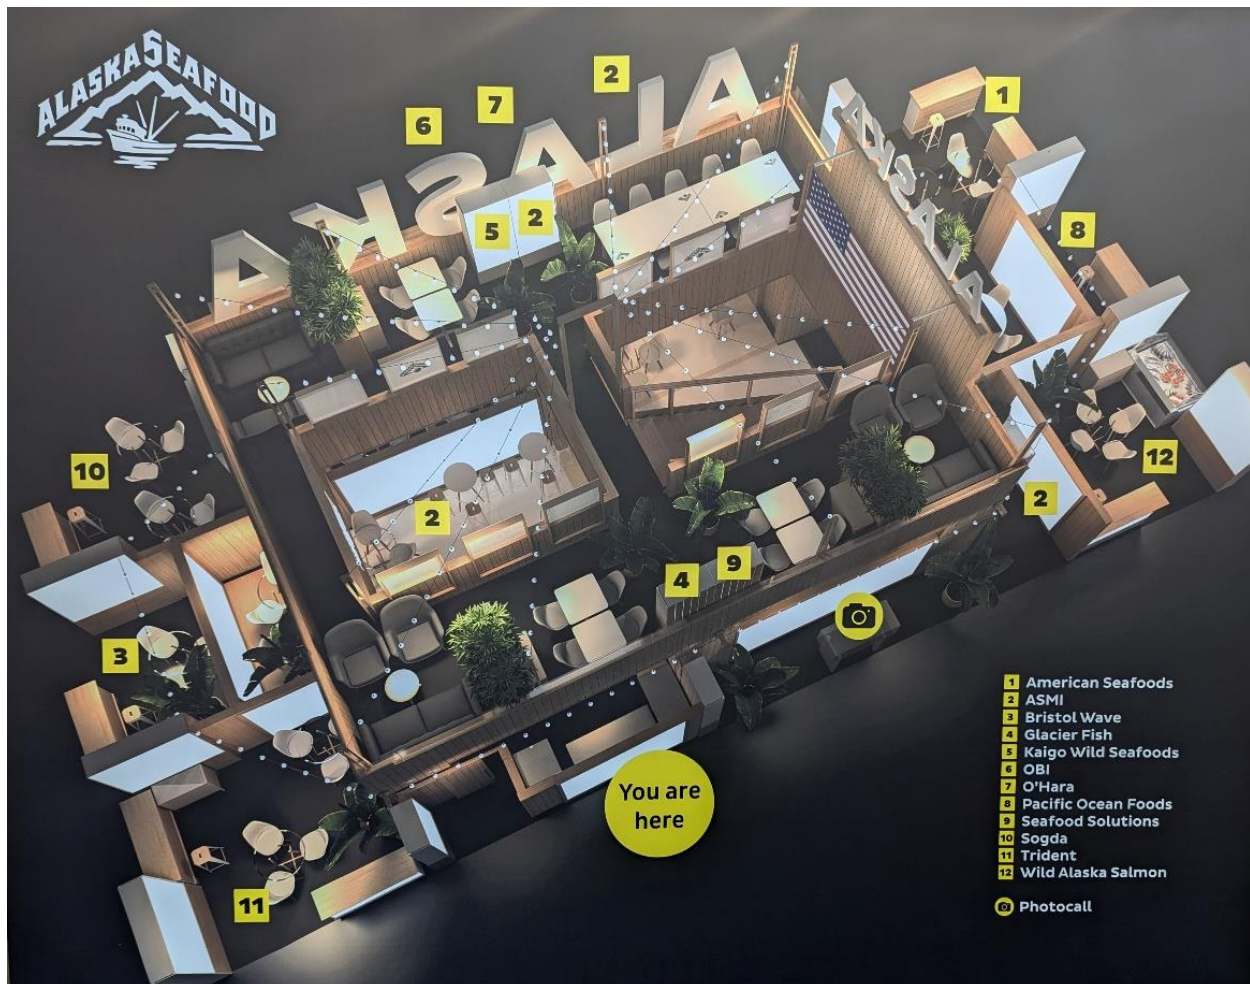 ALASKA SEAFOOD
2
1
7
6
ALASKA
ALASKA
5
2
8
10
12
2
2
9
4
3
You are
here
11
1 American Seafoods
2 ASMI
3 Bristol Wave
4 Glacier Fish
5 Kaigo Wild Seafoods
6 OBI
7 O'Hara
8 Pacific Ocean Foods
9 Seafood Solutions
10 Sogda
11 Trident
12 Wild Alaska Salmon
Photocall